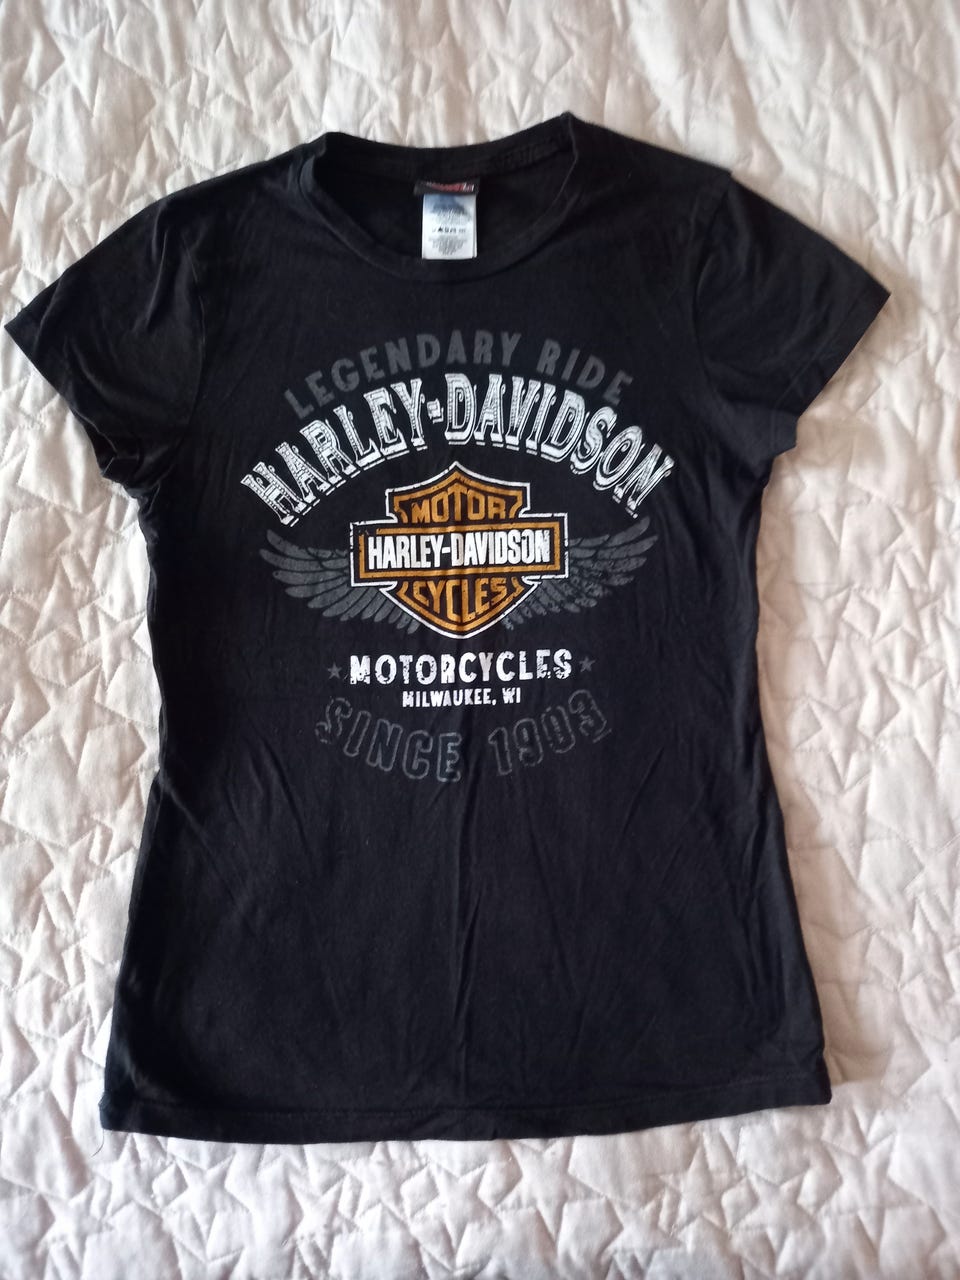 LEGENDARY RIDE
HARLEY-DAVIDSON
MOTOR
HARLEY-DAVIDSON
CYCLES
MOTORCYCLES
MILWAUKEE, WI
SINCE 1903